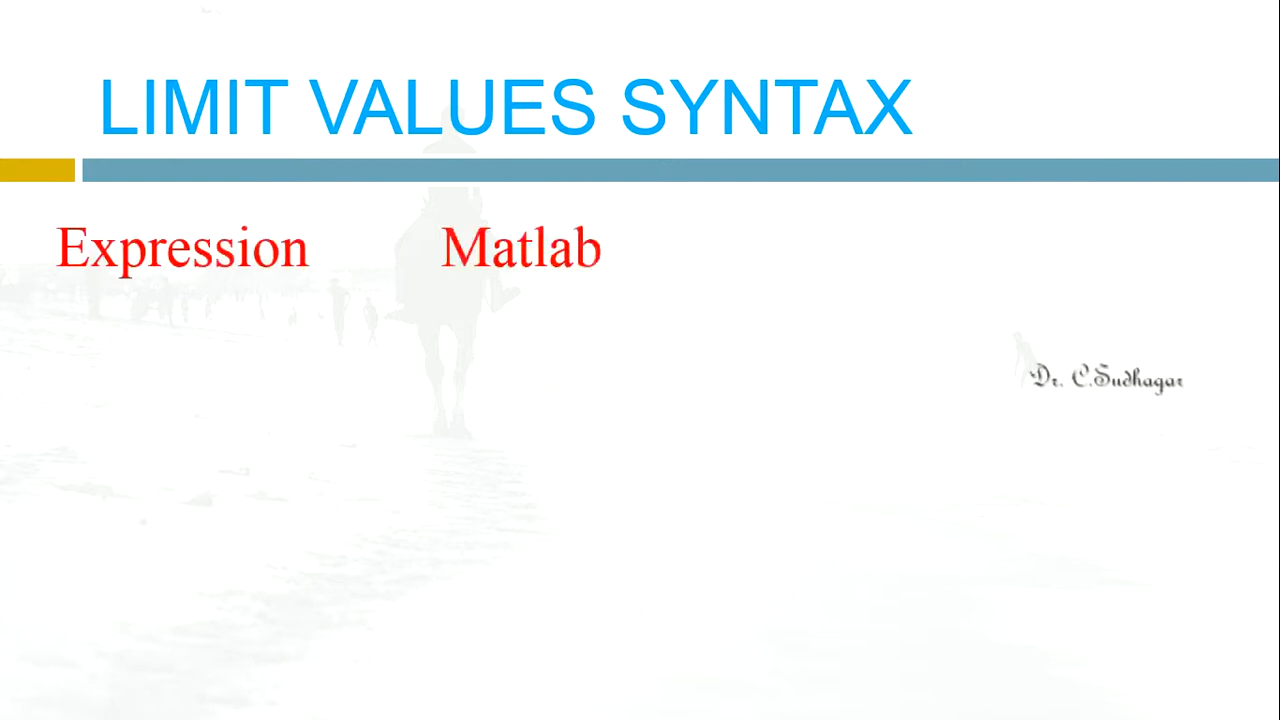 LIMIT VALUES SYNTAX
Expression Matlab
Dr. C.Sudhagar